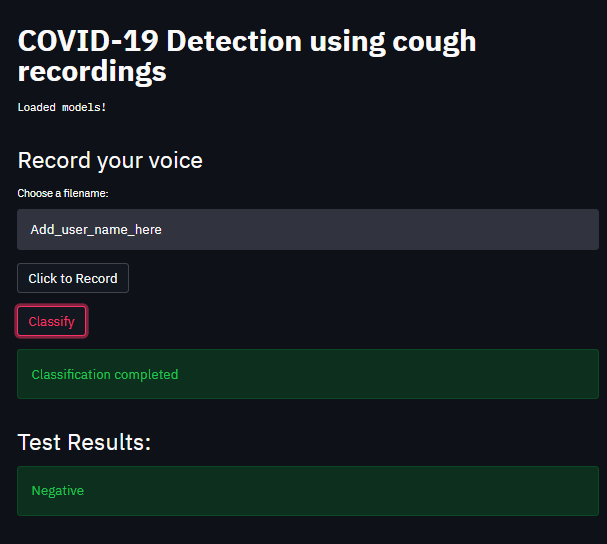 COVID-19 Detection using cough
recordings
Loaded models!
Record your voice
Choose a filename:
Add_user_name_here
Click to Record
Classify
Classification completed
Test Results:
Negative